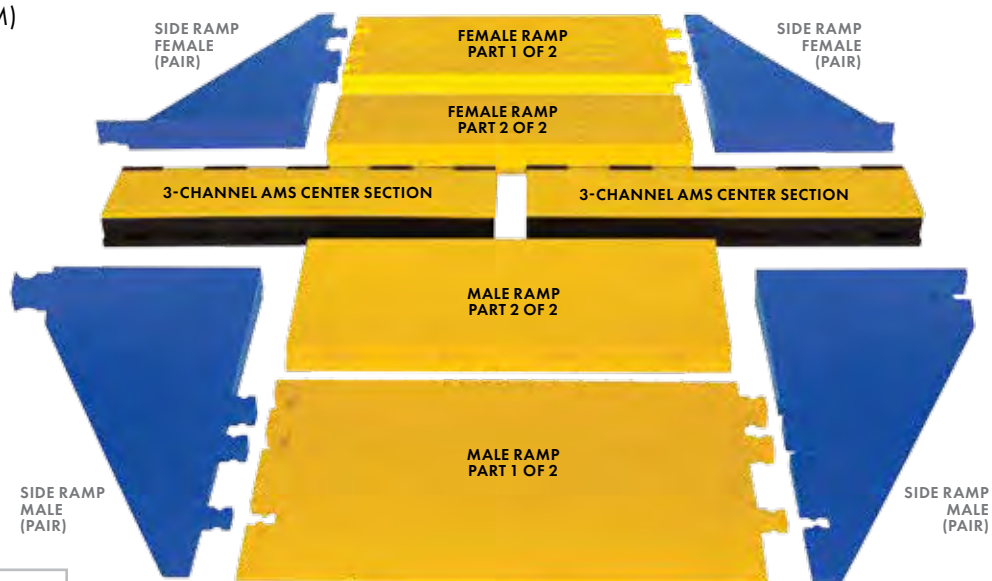 M)
SIDE RAMP
FEMALE
(PAIR)
FEMALE RAMP
PART 1 OF 2
SIDE RAMP
FEMALE
(PAIR)
FEMALE RAMP
PART 2 OF 2
3-CHANNEL AMS CENTER SECTION
3-CHANNEL AMS CENTER SECTION
MALE RAMP
PART 2 OF 2
MALE RAMP
PART 1 OF 2
SIDE RAMP
MALE
(PAIR)
SIDE RAMP
MALE
(PAIR)